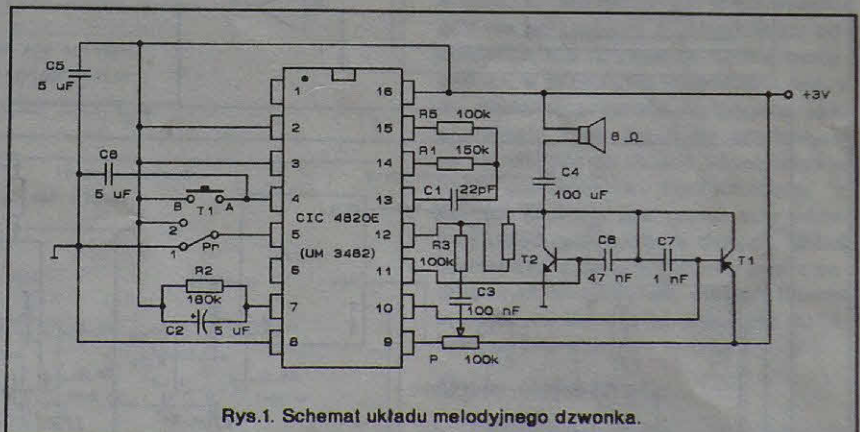 C5
5 uF
C8
5 uF
B T1 A
2
1 Pr
R2
180k
C2 + 5 uF
1
2
3
4
5
6
7
8
CIC 4820E
(UM 3482)
16
15
14
13
12
11
10
9
R5 100k
R1 150k
C1 22pF
R3
100k
C3
100 nF
P 100k
8 Ω
C4
100 uF
T2
C6
47 nF
C7
1 nF
T1
+3V
Rys.1. Schemat układu melodyjnego dzwonka.